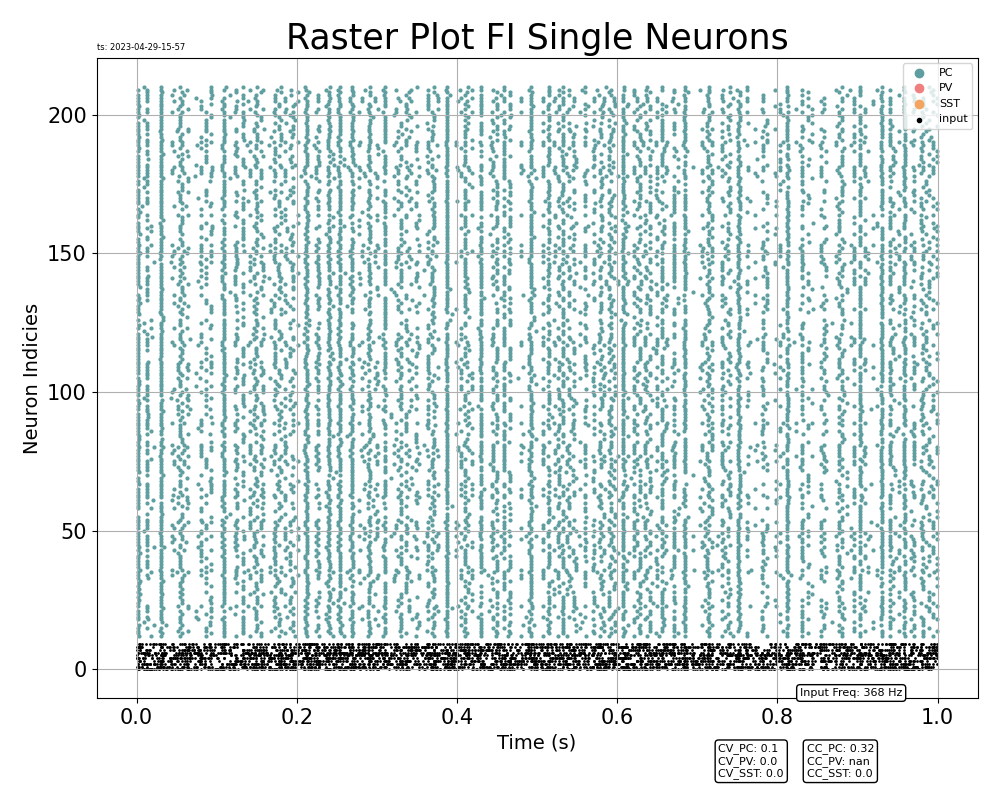 Raster Plot FI Single Neurons
ts: 2023-04-29-15-57
PC
PV
SST
input
200
150
100
50
0
Neuron Indicies
Input Freq: 368 Hz
0.0 0.2 0.4 0.6 0.8 1.0
Time (s)
CV_PC: 0.1
CV_PV: 0.0
CV_SST: 0.0
CC_PC: 0.32
CC_PV: nan
CC_SST: 0.0